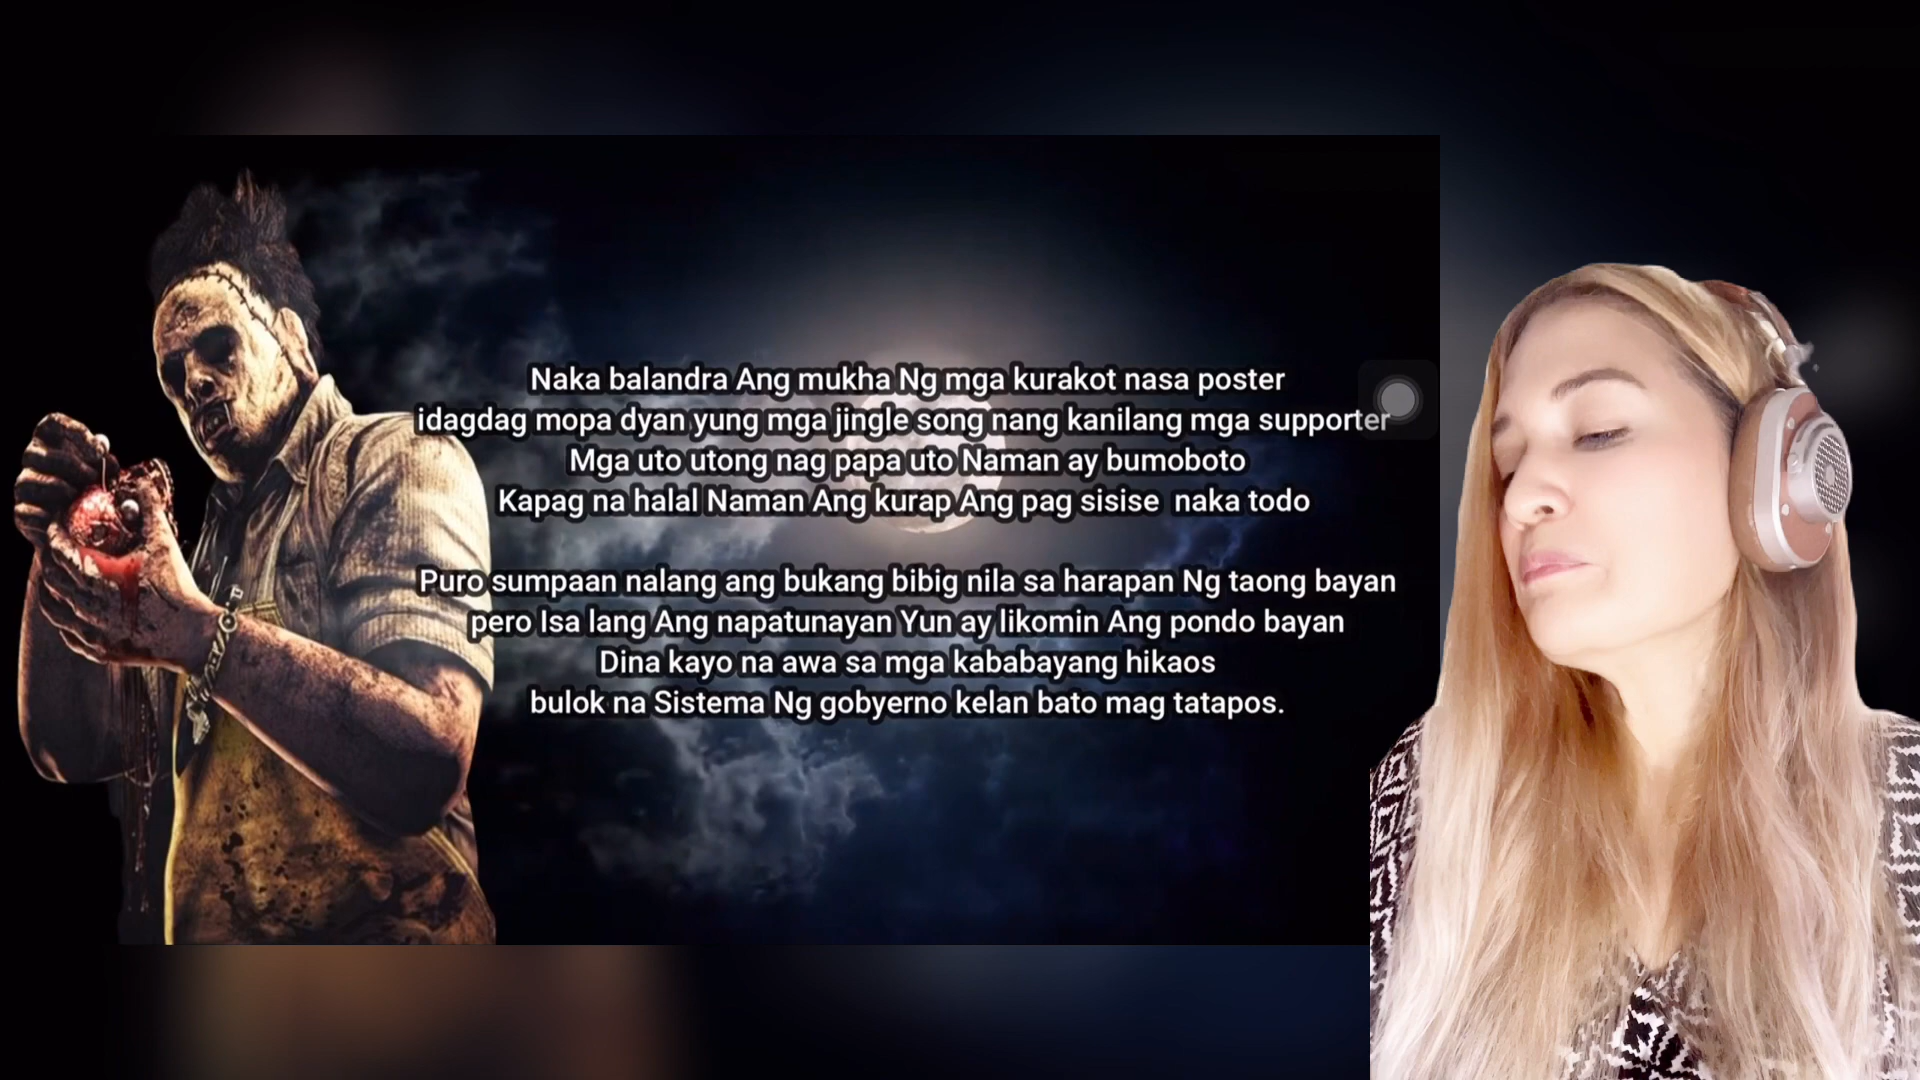 Naka balandra Ang mukha Ng mga kurakot nasa poster
idagdag mopa dyan yung mga jingle song nang kanilang mga supporter
Mga uto utong nag papa uto Naman ay bumoboto
Kapag na halal Naman Ang kurap Ang pag sisise naka todo
Puro sumpaan nalang ang bukang bibig nila sa harapan Ng taong bayan
pero Isa lang Ang napatunayan Yun ay likomin Ang pondo bayan
Dina kayo na awa sa mga kababayang hikaos
bulok na Sistema Ng gobyerno kelan bato mag tatapos.